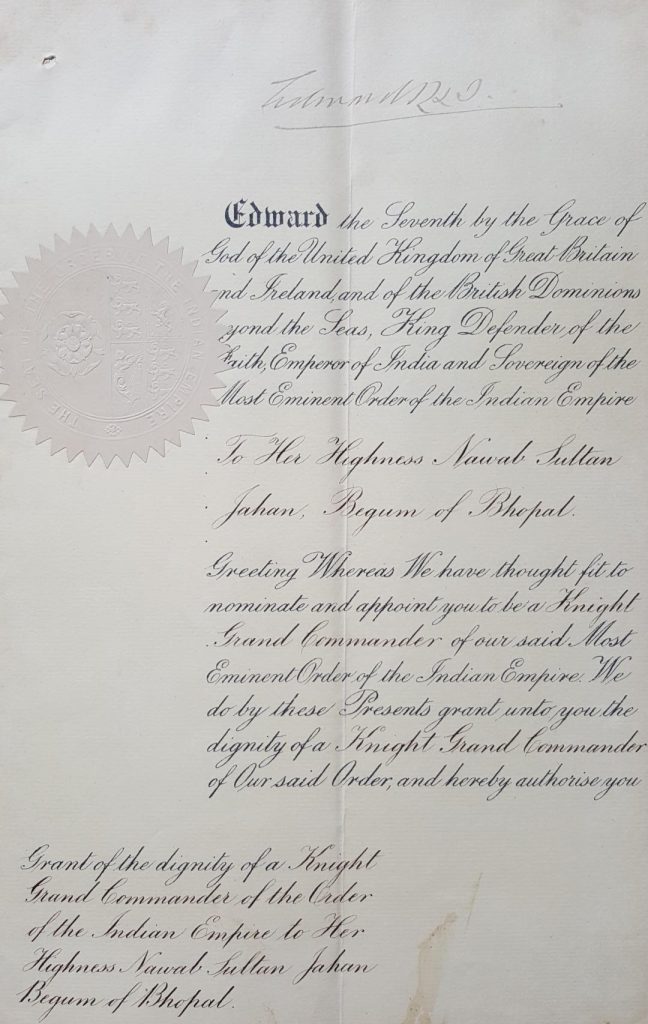 Edward R & I.
Edward the Seventh by the Grace of
God of the United Kingdom of Great Britain
nd Ireland, and of the British Dominions
yond the Seas, King Defender of the
Faith, Emperor of India and Sovereign of the
Most Eminent Order of the Indian Empire
To Her Highness Nawab Sultan
Jahan, Begum of Bhopal.
Greeting Whereas We have thought fit to
nominate and appoint you to be a Knight
Grand Commander of our said Most
Eminent Order of the Indian Empire. We
do by these Presents grant unto you the
dignity of a Knight Grand Commander
of Our said Order, and hereby authorise you
Grant of the dignity of a Knight
Grand Commander of the Order
of the Indian Empire to Her
Highness Nawab Sultan Jahan
Begum of Bhopal.